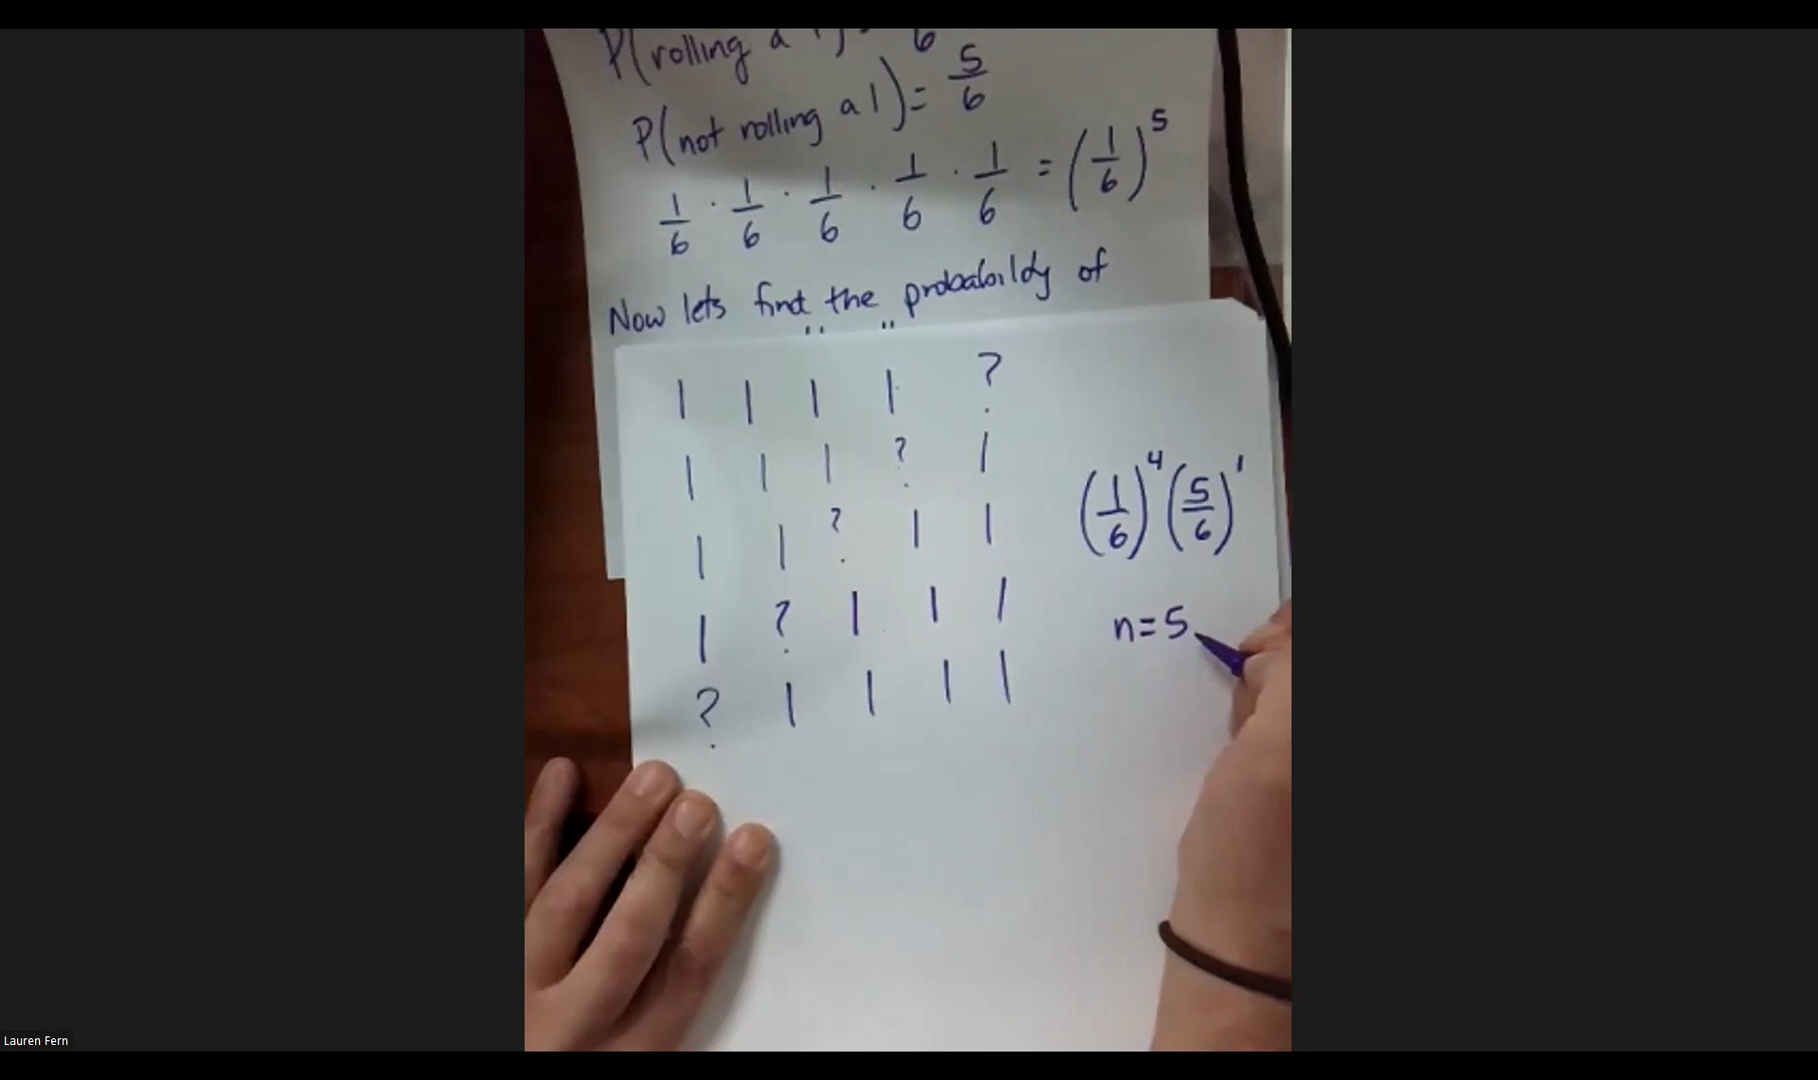 P(rolling a 1) = 6
P(not rolling a 1) = 5/6
1/6 · 1/6 · 1/6 · 1/6 · 1/6 = (1/6)^5
Now lets find the probaboildy of
1 1 1 1 ?
1 1 1 ? 1
1 1 ? 1 1
1 ? 1 1 1
? 1 1 1 1
(1/6)^4 (5/6)^1
n=5
Lauren Fern